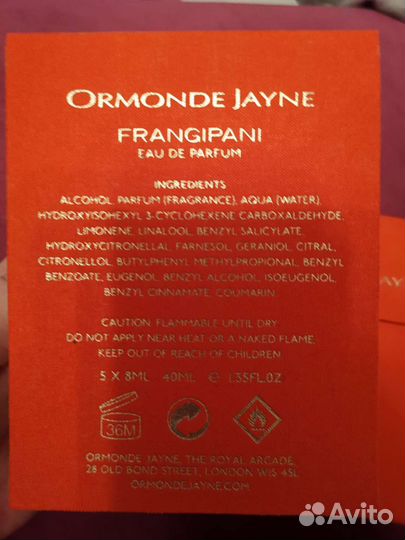 ORMONDE JAYNE
FRANGIPANI
EAU DE PARFUM
INGREDIENTS
ALCOHOL, PARFUM (FRAGRANCE), AQUA (WATER),
HYDROXYISOHEXYL 3-CYCLOHEXENE CARBOXALDEHYDE,
LIMONENE, LINALOOL, BENZYL SALICYLATE,
HYDROXYCITRONELLAL, FARNESOL, GERANIOL, CITRAL,
CITRONELLOL, BUTYLPHENYL METHYLPROPIONAL, BENZYL
BENZOATE, EUGENOL, BENZYL ALCOHOL, ISOEUGENOL,
BENZYL CINNAMATE, COUMARIN.
CAUTION: FLAMMABLE UNTIL DRY
DO NOT APPLY NEAR HEAT OR A NAKED FLAME,
KEEP OUT OF REACH OF CHILDREN
5 X 8ML 40ML ℮ 1.35FL.OZ
36M
ORMONDE JAYNE, THE ROYAL ARCADE,
28 OLD BOND STREET, LONDON W1S 4SL
ORMONDEJAYNE.COM
AY
Avito